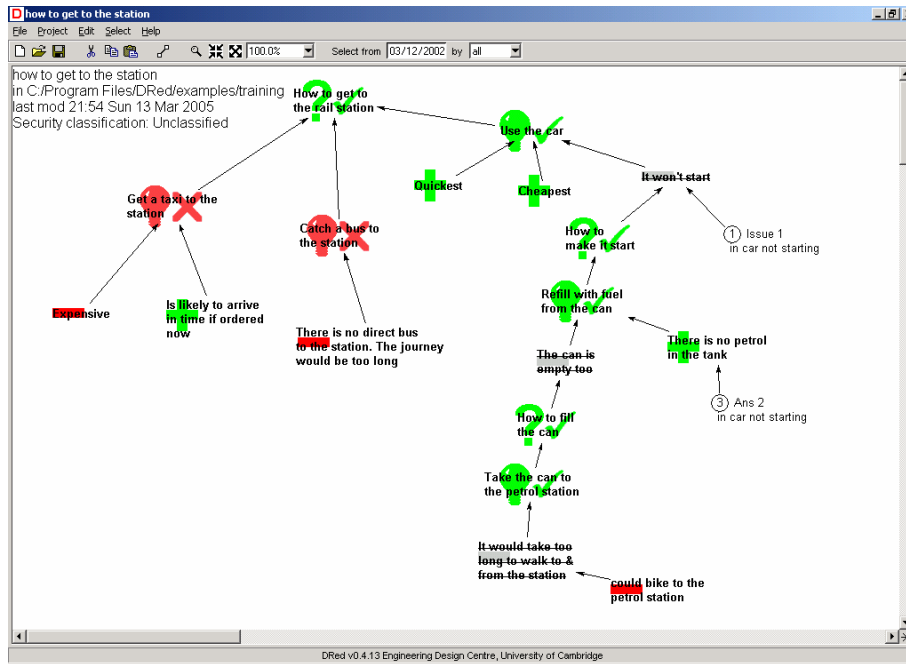 how to get to the station
File Project Edit Select Help
100.0% Select from 03/12/2002 by all
how to get to the station
in C:/Program Files/DRed/examples/training
last mod 21:54 Sun 13 Mar 2005
Security classification: Unclassified
How to get to
the rail station
Use the car
Quickest
Cheapest
It won't start
Get a taxi to the
station
Catch a bus to
the station
How to
make it start
1 Issue 1
in car not starting
Expensive
Is likely to arrive
in time if ordered
now
Refill with fuel
from the can
There is no direct bus
to the station. The journey
would be too long
There is no petrol
in the tank
The can is
empty too
3 Ans 2
in car not starting
How to fill
the can
Take the can to
the petrol station
It would take too
long to walk to &
from the station
could bike to the
petrol station
DRed v0.4.13 Engineering Design Centre, University of Cambridge